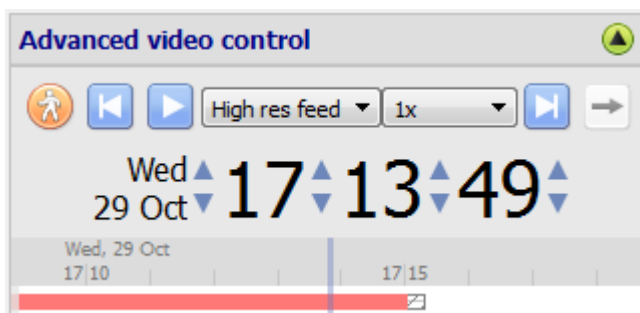 Advanced video control
High res feed 1x
Wed
29 Oct 17 13 49
Wed, 29 Oct
17 10 17 15